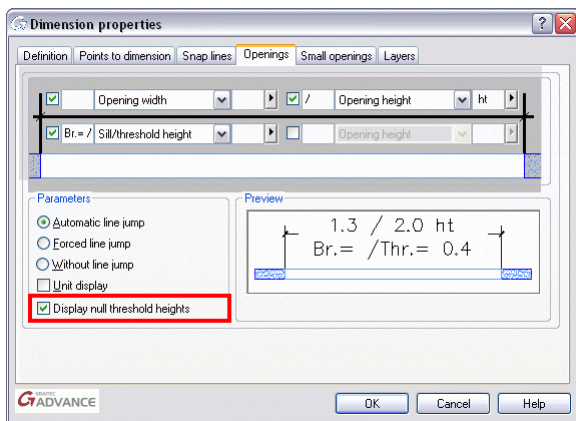 Dimension properties
Definition Points to dimension Snap lines Openings Small openings Layers
Opening width / Opening height ht
Br.= / Sill/threshold height Opening height
Parameters Preview
Automatic line jump
Forced line jump
Without line jump
Unit display
Display null threshold heights
1.3 / 2.0 ht
Br.= /Thr.= 0.4
GRAITEC
ADVANCE
OK Cancel Help